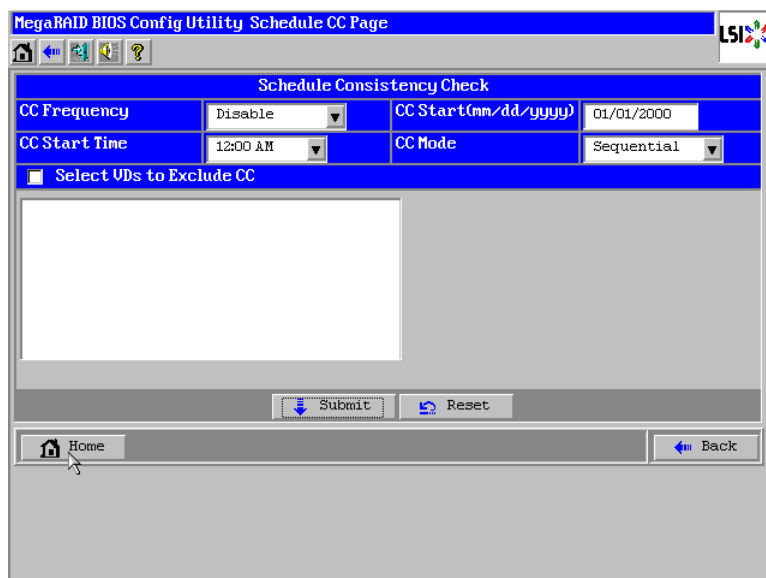 MegaRAID BIOS Config Utility Schedule CC Page
LSI
?
Schedule Consistency Check
CC Frequency Disable CC Start(mm/dd/yyyy) 01/01/2000
CC Start Time 12:00 AM CC Mode Sequential
Select VDs to Exclude CC
Submit Reset
Home Back